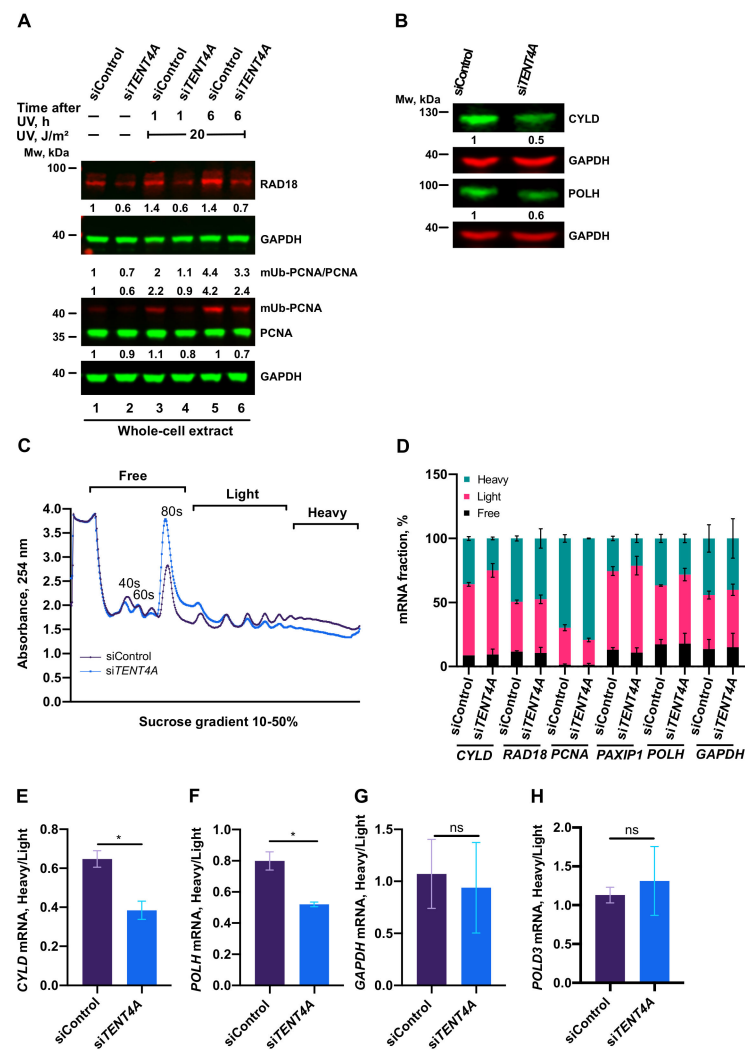 A
siControl
siTENT4A
siControl
siTENT4A
siControl
siTENT4A
Time after
UV, h
— — 1 1 6 6
UV, J/m²
— — 20
Mw, kDa
100
RAD18
1 0.6 1.4 0.6 1.4 0.7
40
GAPDH
1 0.7 2 1.1 4.4 3.3 mUb-PCNA/PCNA
1 0.6 2.2 0.9 4.2 2.4
40
mUb-PCNA
35
PCNA
1 0.9 1.1 0.8 1 0.7
40
GAPDH
1 2 3 4 5 6
Whole-cell extract
B
siControl
siTENT4A
Mw, kDa
130
CYLD
1 0.5
40
GAPDH
100
POLH
1 0.6
40
GAPDH
C
Free
Light
Heavy
Absorbance, 254 nm
4.0
3.5
3.0
2.5
2.0
1.5
1.0
0.5
0.0
40s
60s
80s
siControl
siTENT4A
Sucrose gradient 10-50%
D
mRNA fraction, %
150
100
50
0
Heavy
Light
Free
siControl
siTENT4A
siControl
siTENT4A
siControl
siTENT4A
siControl
siTENT4A
siControl
siTENT4A
siControl
siTENT4A
CYLD RAD18 PCNA PAXIP1 POLH GAPDH
E
CYLD mRNA, Heavy/Light
0.8
0.6
0.4
0.2
0.0
*
siControl
siTENT4A
F
POLH mRNA, Heavy/Light
1.0
0.8
0.6
0.4
0.2
0.0
*
siControl
siTENT4A
G
GAPDH mRNA, Heavy/Light
1.5
1.0
0.5
0.0
ns
siControl
siTENT4A
H
POLD3 mRNA, Heavy/Light
2.0
1.5
1.0
0.5
0.0
ns
siControl
siTENT4A